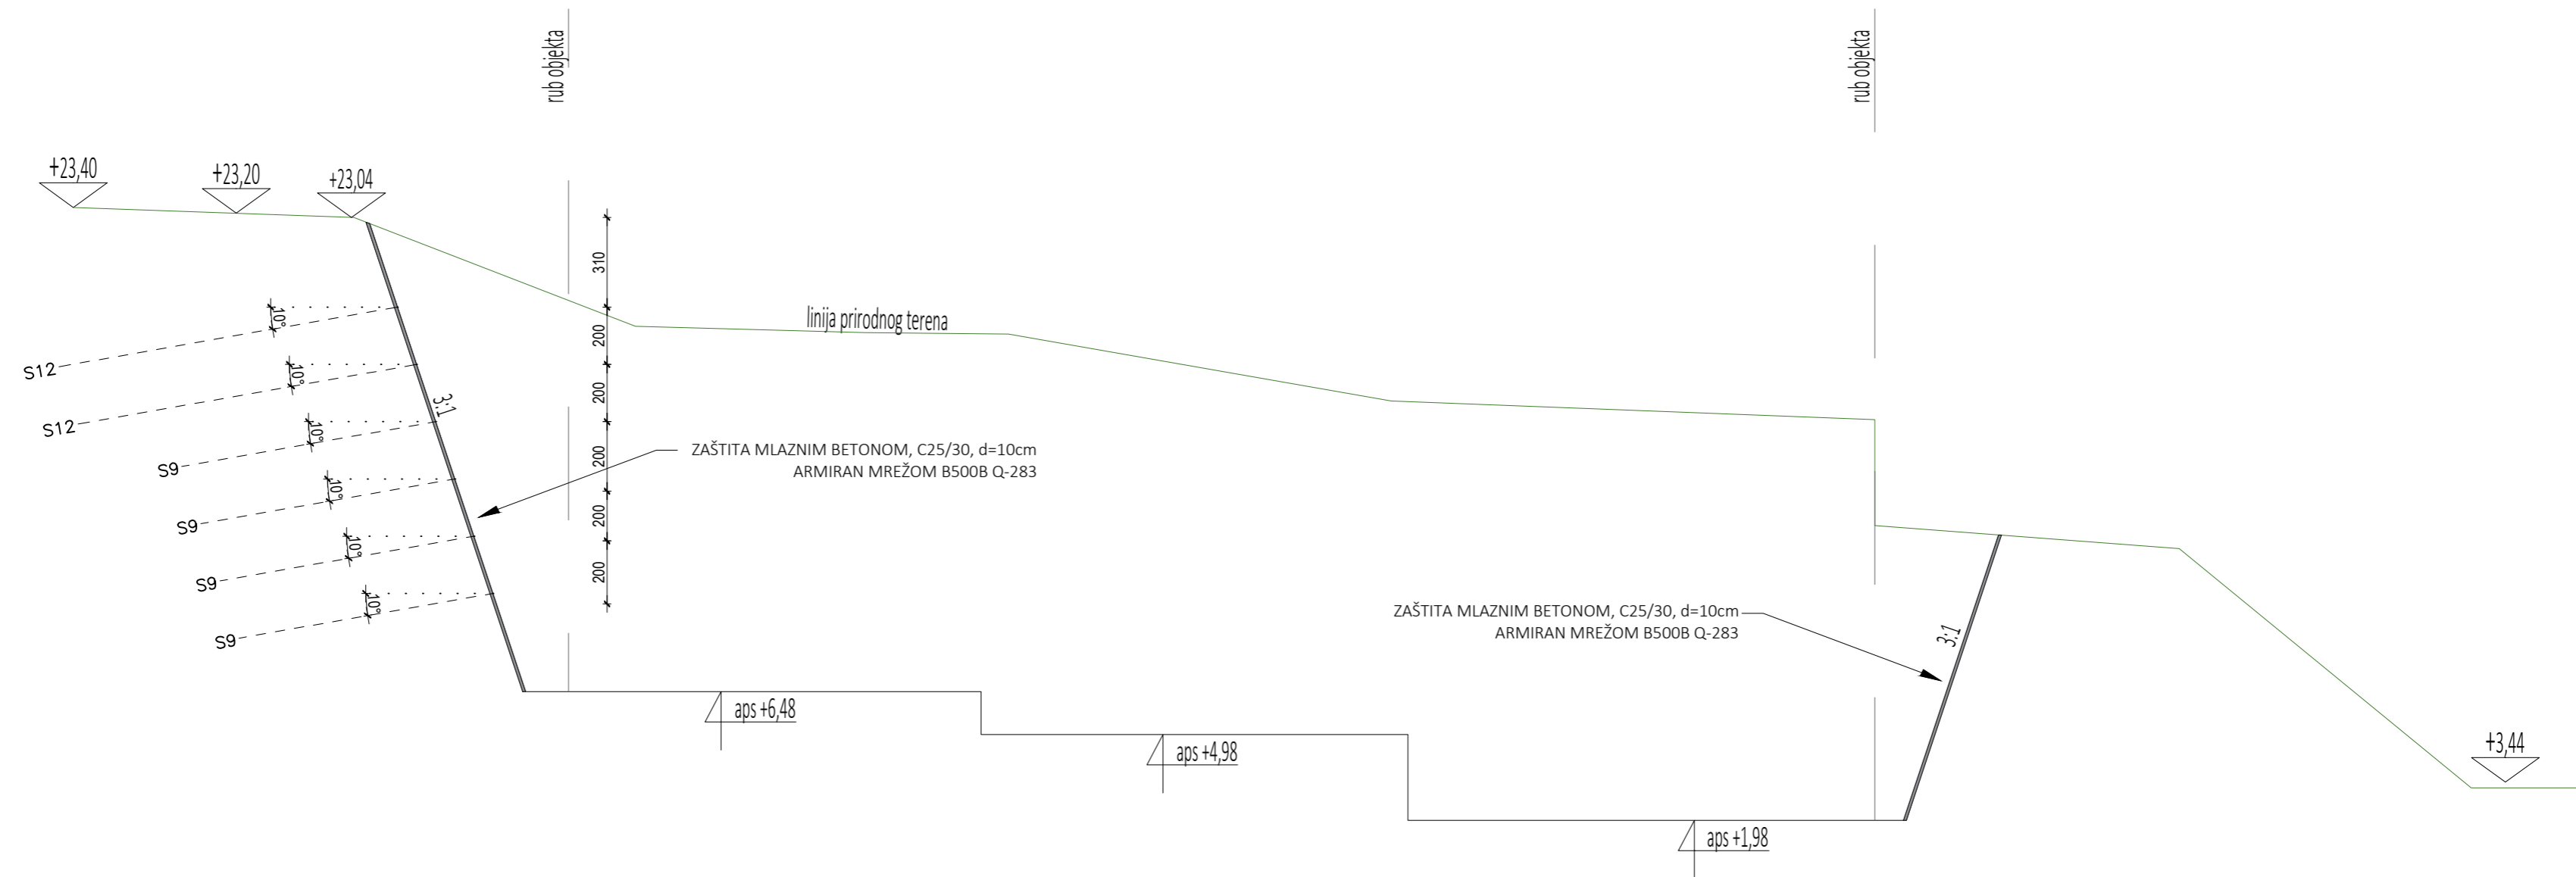 rub objekta
rub objekta
+23,40
+23,20
+23,04
310
200
200
200
200
200
linija prirodnog terena
10°
10°
10°
10°
10°
10°
S12
S12
S9
S9
S9
S9
3:1
ZAŠTITA MLAZNIM BETONOM, C25/30, d=10cm
ARMIRAN MREŽOM B500B Q-283
ZAŠTITA MLAZNIM BETONOM, C25/30, d=10cm
ARMIRAN MREŽOM B500B Q-283
3:1
aps +6,48
aps +4,98
aps +1,98
+3,44